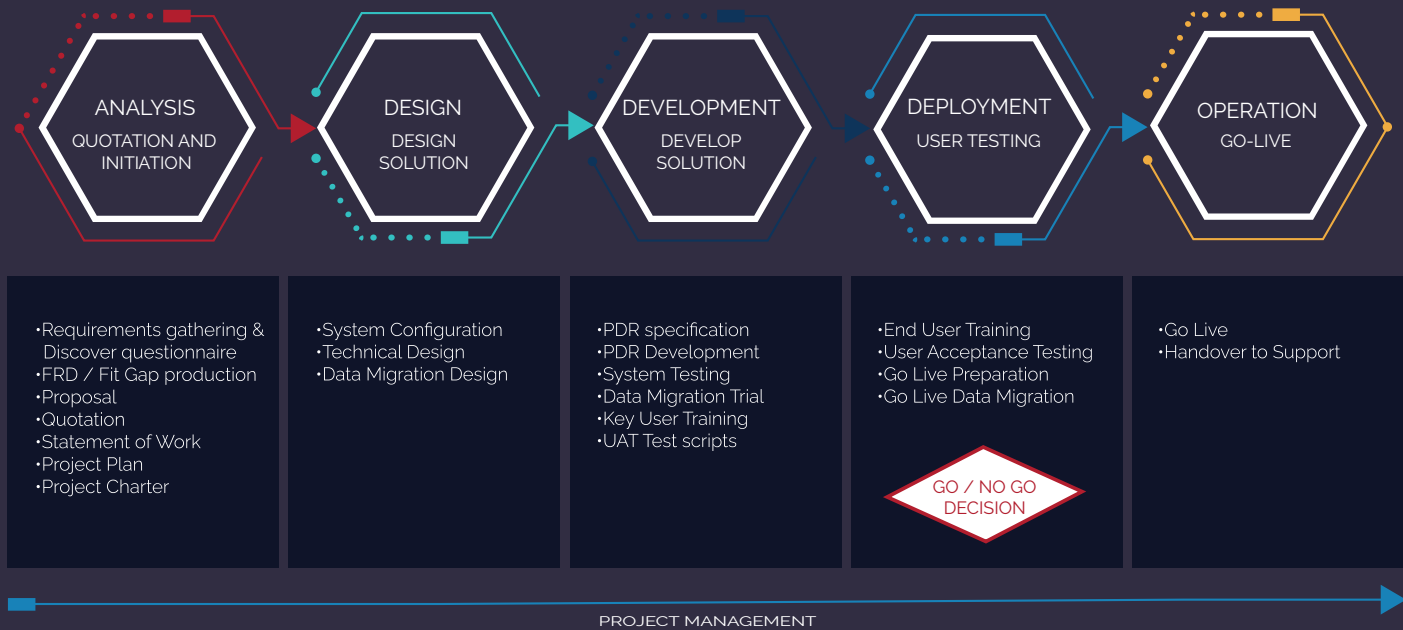 ANALYSIS
QUOTATION AND
INITIATION
DESIGN
DESIGN
SOLUTION
DEVELOPMENT
DEVELOP
SOLUTION
DEPLOYMENT
USER TESTING
OPERATION
GO-LIVE
•Requirements gathering &
Discover questionnaire
•FRD / Fit Gap production
•Proposal
•Quotation
•Statement of Work
•Project Plan
•Project Charter
•System Configuration
•Technical Design
•Data Migration Design
•PDR specification
•PDR Development
•System Testing
•Data Migration Trial
•Key User Training
•UAT Test scripts
•End User Training
•User Acceptance Testing
•Go Live Preparation
•Go Live Data Migration
GO / NO GO
DECISION
•Go Live
•Handover to Support
PROJECT MANAGEMENT